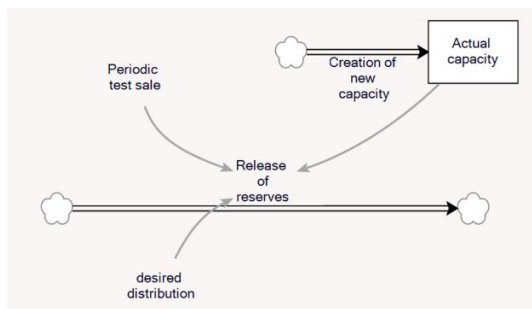 Actual
capacity
Creation of
new
capacity
Periodic
test sale
Release
of
reserves
desired
distribution